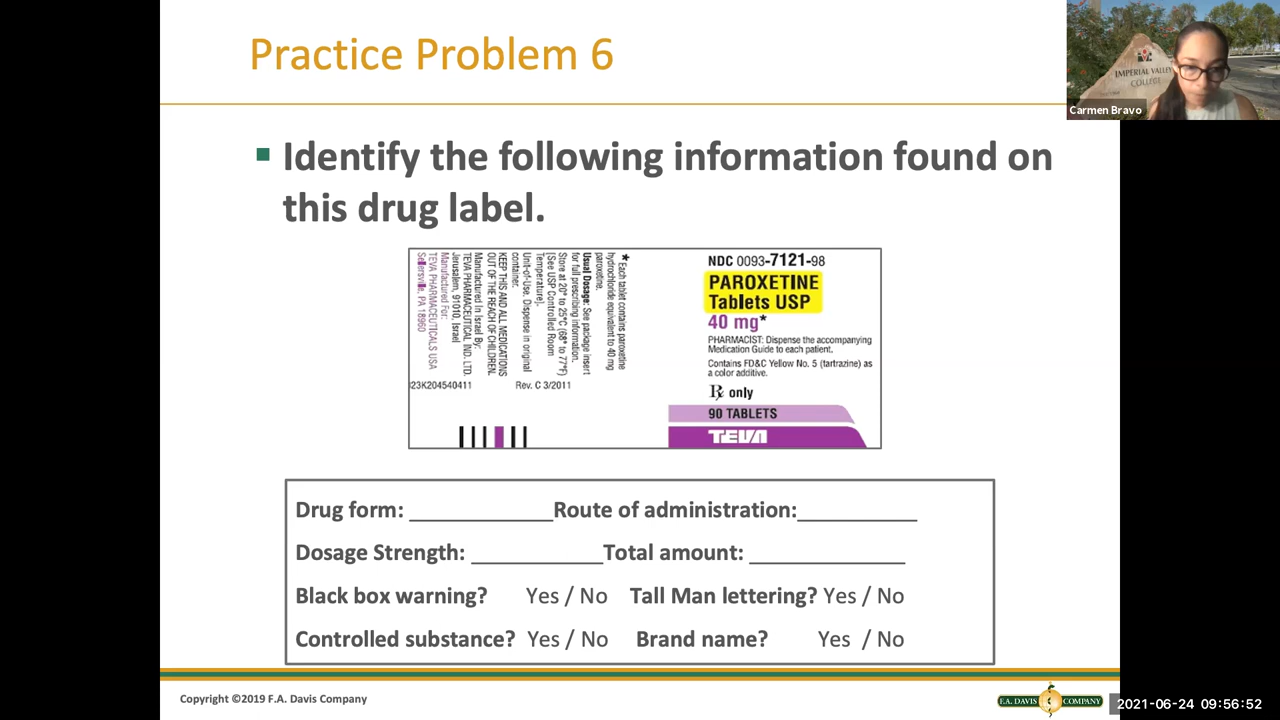 Practice Problem 6
IMPERIAL VALLEY
COLLEGE
Carmen Bravo
▪ Identify the following information found on
this drug label.
* Each tablet contains paroxetine
hydrochloride equivalent to 40 mg
paroxetine.
Usual Dosage: See package insert
for full prescribing information.
Store at 20° to 25°C (68° to 77°F)
[See USP Controlled Room
Temperature].
Unit-of-Use. Dispense in original
container.
KEEP THIS AND ALL MEDICATIONS
OUT OF THE REACH OF CHILDREN.
Manufactured In Israel By:
TEVA PHARMACEUTICAL IND. LTD.
Jerusalem, 91010, Israel
Manufactured For:
TEVA PHARMACEUTICALS USA
Sellersville, PA 18960
323K204540411 Rev. C 3/2011
NDC 0093-7121-98
PAROXETINE
Tablets USP
40 mg*
PHARMACIST: Dispense the accompanying
Medication Guide to each patient.
Contains FD&C Yellow No. 5 (tartrazine) as
a color additive.
Rx only
90 TABLETS
TEVA
Drug form: ____________Route of administration:__________
Dosage Strength: ___________Total amount: _____________
Black box warning? Yes / No Tall Man lettering? Yes / No
Controlled substance? Yes / No Brand name? Yes / No
Copyright ©2019 F.A. Davis Company
F.A. DAVIS COMPANY
2021-06-24 09:56:52